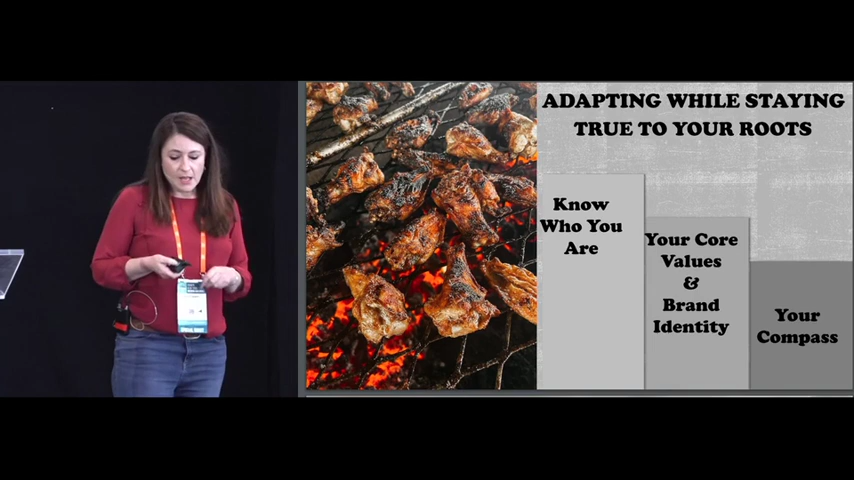 ADAPTING WHILE STAYING
TRUE TO YOUR ROOTS
Know
Who You
Are
Your Core
Values
&
Brand
Identity
Your
Compass